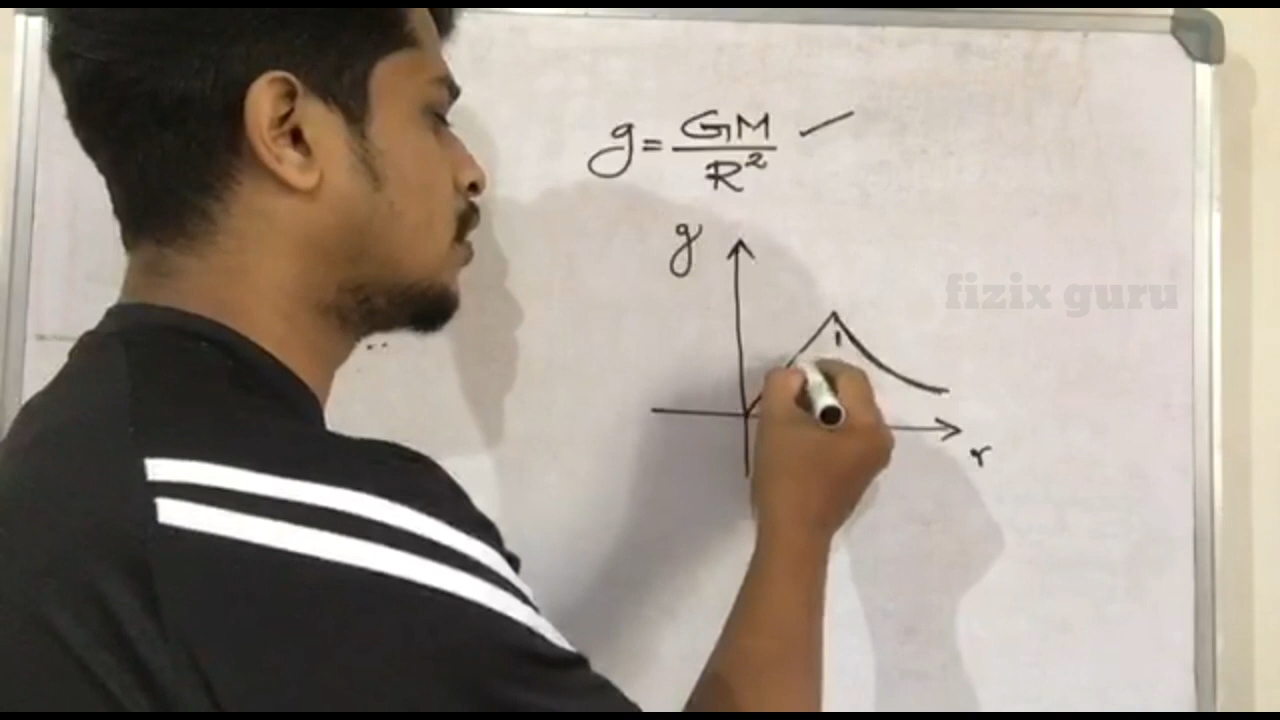 g = GM/R² ✓
g
fizix guru
r